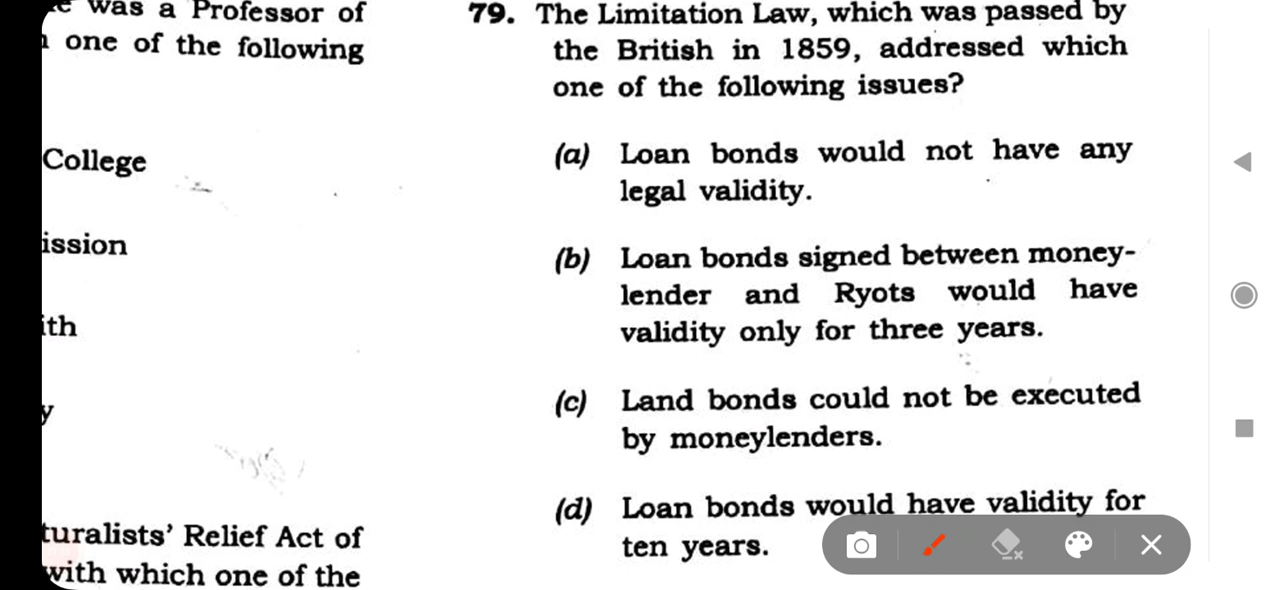 was a Professor of
one of the following
College
ission
ith
y
turalists' Relief Act of
with which one of the
79. The Limitation Law, which was passed by
the British in 1859, addressed which
one of the following issues?
(a) Loan bonds would not have any
legal validity.
(b) Loan bonds signed between money-
lender and Ryots would have
validity only for three years.
(c) Land bonds could not be executed
by moneylenders.
(d) Loan bonds would have validity for
ten years.